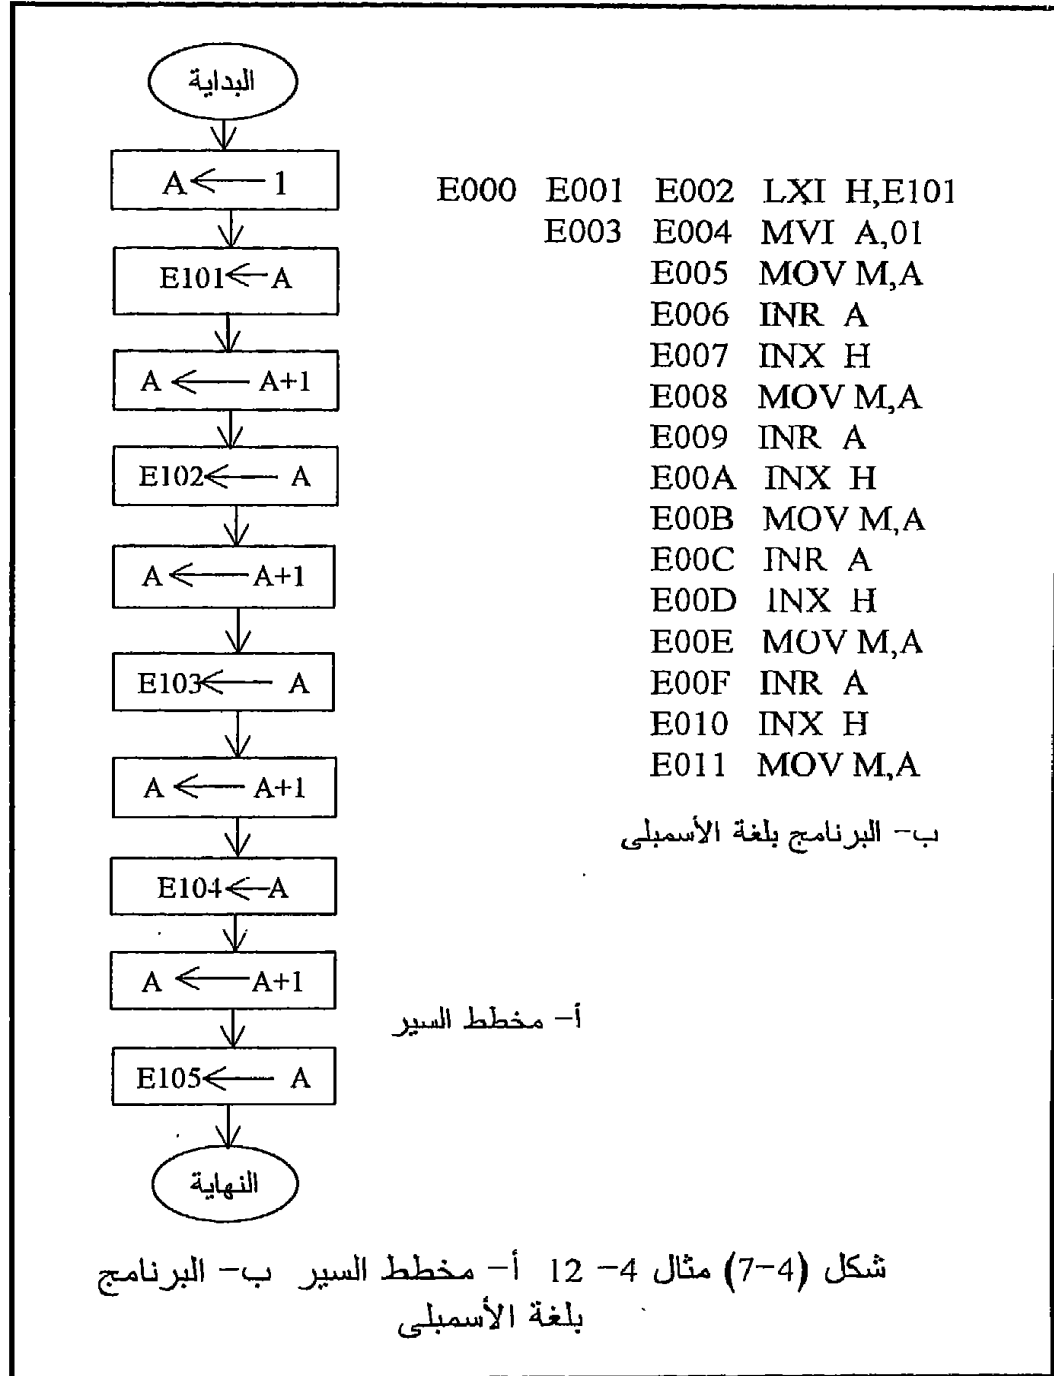 البداية
A ← 1
E101 ← A
A ← A+1
E102 ← A
A ← A+1
E103 ← A
A ← A+1
E104 ← A
A ← A+1
E105 ← A
النهاية
أ- مخطط السير
E000 E001 E002 LXI H,E101
E003 E004 MVI A,01
E005 MOV M,A
E006 INR A
E007 INX H
E008 MOV M,A
E009 INR A
E00A INX H
E00B MOV M,A
E00C INR A
E00D INX H
E00E MOV M,A
E00F INR A
E010 INX H
E011 MOV M,A
ب- البرنامج بلغة الأسمبلى
شكل (4-7) مثال 4- 12 أ- مخطط السير ب- البرنامج
بلغة الأسمبلى